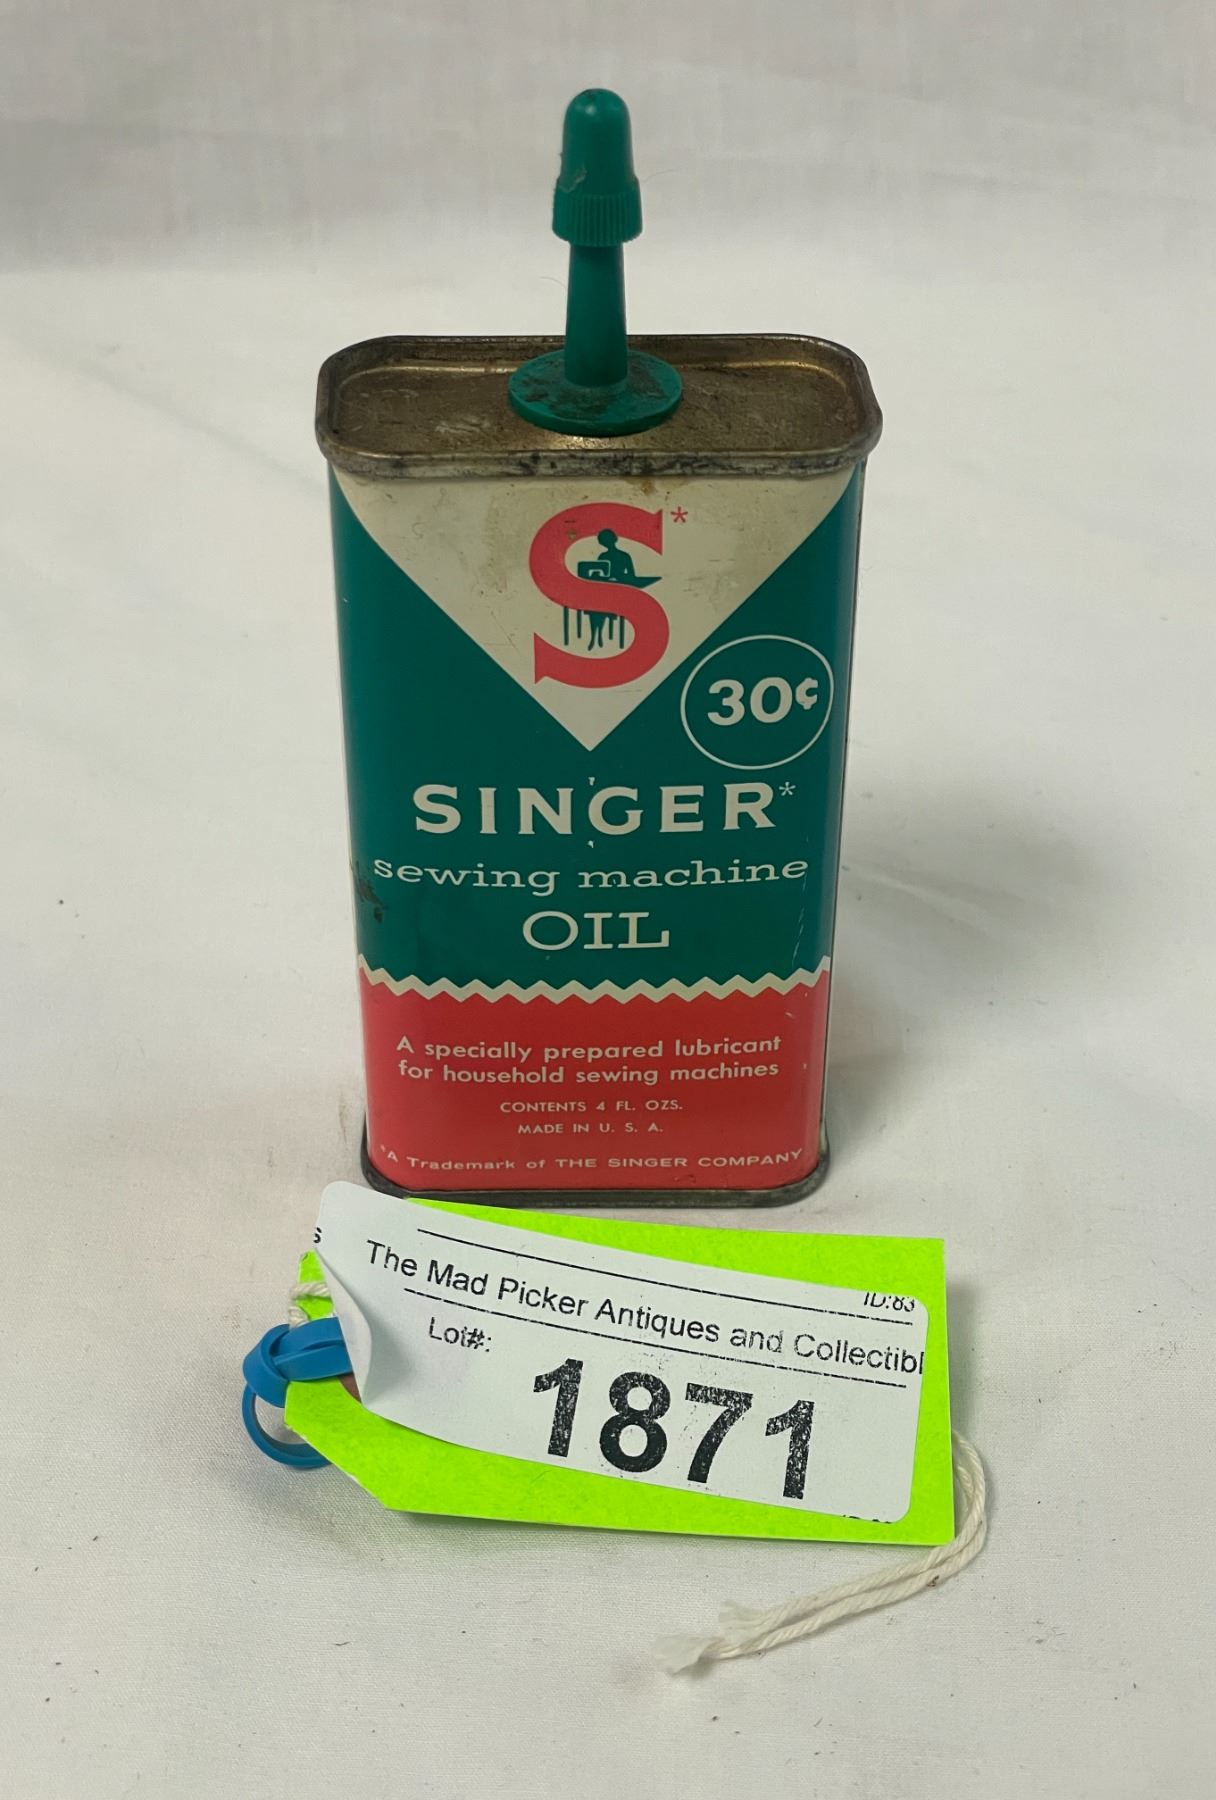 S*
30¢
SINGER*
sewing machine
OIL
A specially prepared lubricant
for household sewing machines
CONTENTS 4 FL. OZS.
MADE IN U. S. A.
*A Trademark of THE SINGER COMPANY
s
ID:83
The Mad Picker Antiques and Collectibl
Lot#:
1871